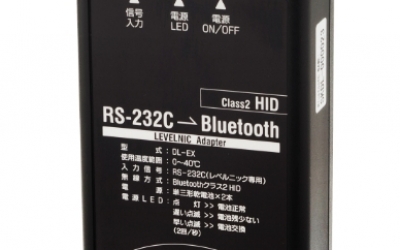 ▲ ▲ ▲
信号 電源 電源
入力 LED ON/OFF
Class2 HID
RS-232C ⇀ Bluetooth
LEVELNIC Adapter
型式:DL-EX
使用温度範囲:0~40℃
入力信号:RS-232C(レベルニック専用)
無線方式:Bluetoothクラス2 HID
電源:単三形乾電池×2本
電源LED:点灯 >> 電池正常
遅い点滅 >> 電池残少ない
早い点滅 >> 電池交換
(2回/秒)